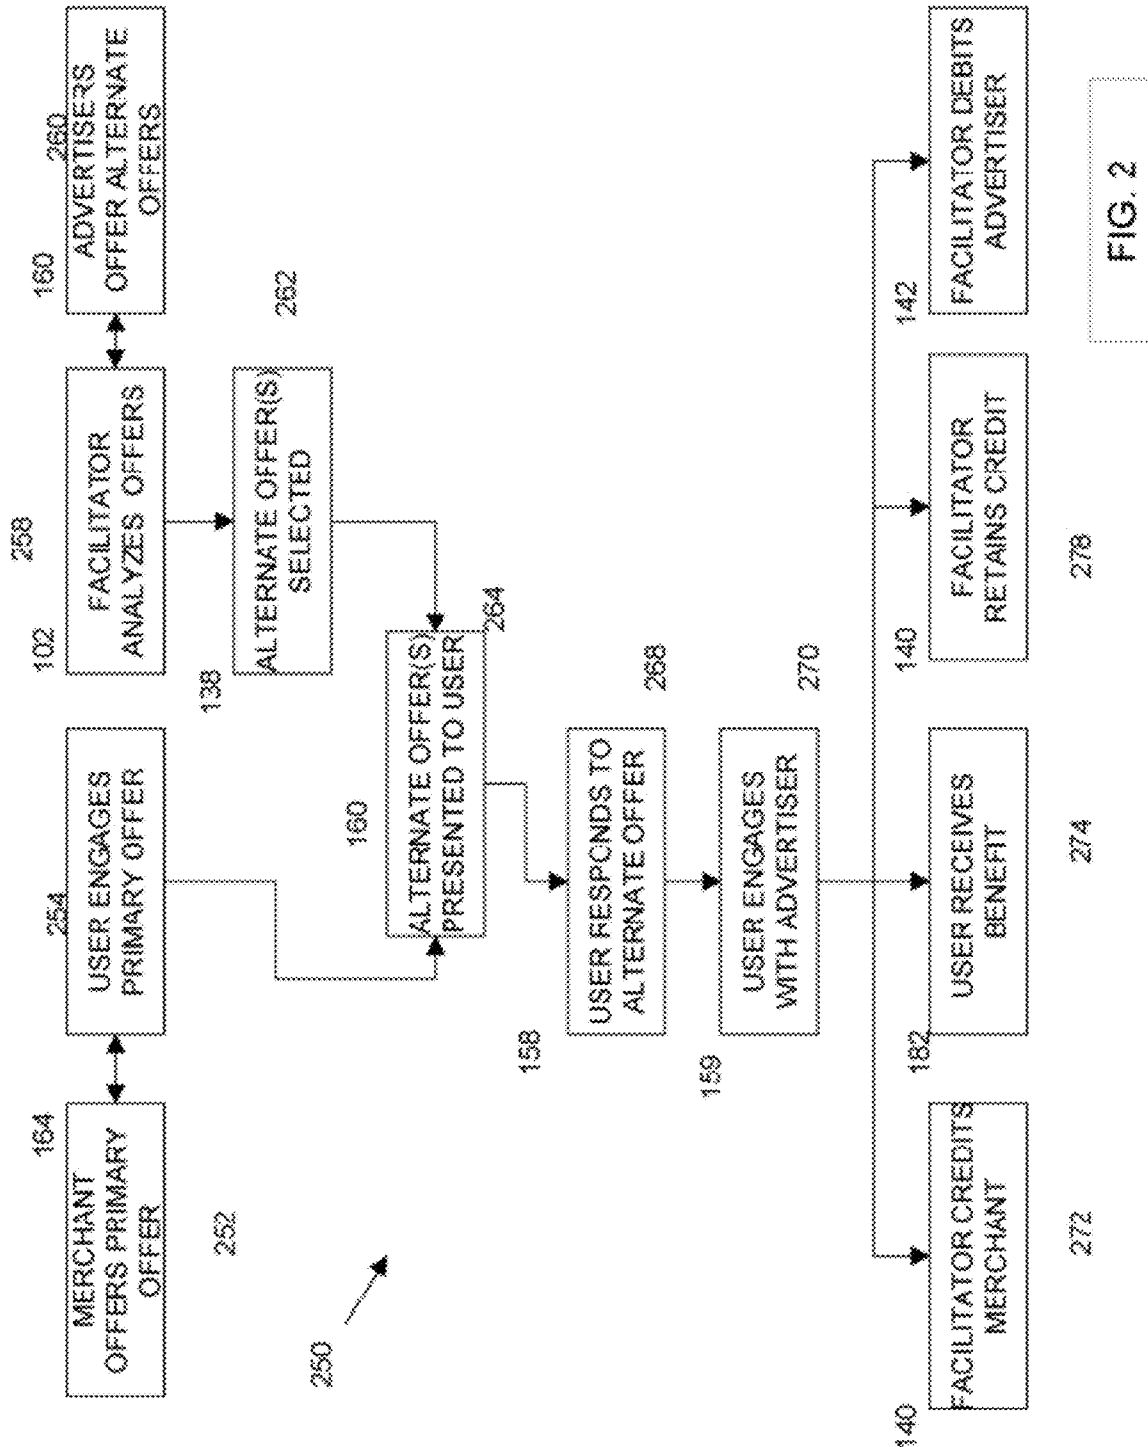 164
MERCHANT
OFFERS PRIMARY
OFFER
252
254
USER ENGAGES
PRIMARY OFFER
102
258
FACILITATOR
ANALYZES OFFERS
160
260
ADVERTISERS
OFFER ALTERNATE
OFFERS
138
ALTERNATE OFFER(S)
SELECTED
262
250
160
ALTERNATE OFFER(S)
PRESENTED TO USER
264
158
USER RESPONDS TO
ALTERNATE OFFER
268
159
USER ENGAGES
WITH ADVERTISER
270
140
FACILITATOR CREDITS
MERCHANT
272
182
USER RECEIVES
BENEFIT
274
140
FACILITATOR
RETAINS CREDIT
278
142
FACILITATOR DEBITS
ADVERTISER
FIG. 2